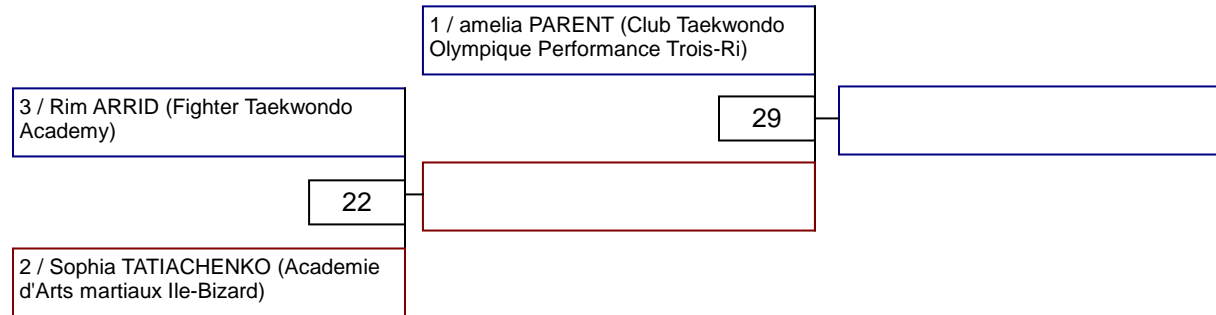 1 / amelia PARENT (Club Taekwondo
Olympique Performance Trois-Ri)
3 / Rim ARRID (Fighter Taekwondo
Academy)
29
22
2 / Sophia TATIACHENKO (Academie
d'Arts martiaux Ile-Bizard)